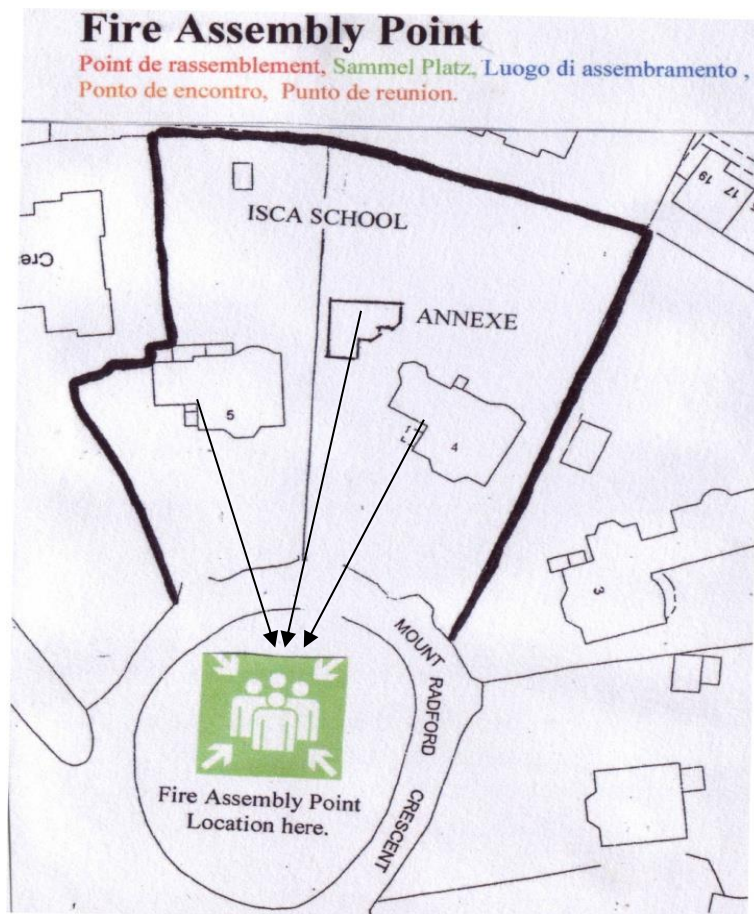 Fire Assembly Point
Point de rassemblement, Sammel Platz, Luogo di assembramento ,
Ponto de encontro, Punto de reunion.
19
17
ISCA SCHOOL
Cre
ANNEXE
5
4
3
MOUNT
RADFORD
CRESCENT
Fire Assembly Point
Location here.